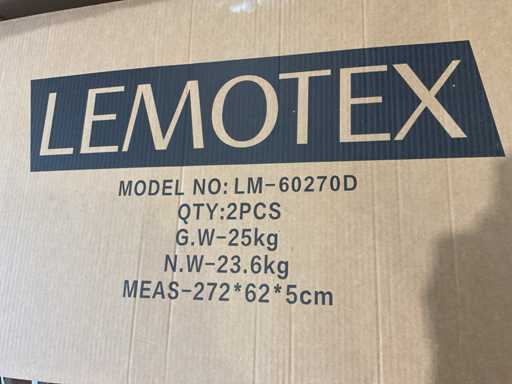 LEMOTEX
MODEL NO: LM-60270D
QTY:2PCS
G.W-25kg
N.W-23.6kg
MEAS-272*62*5cm